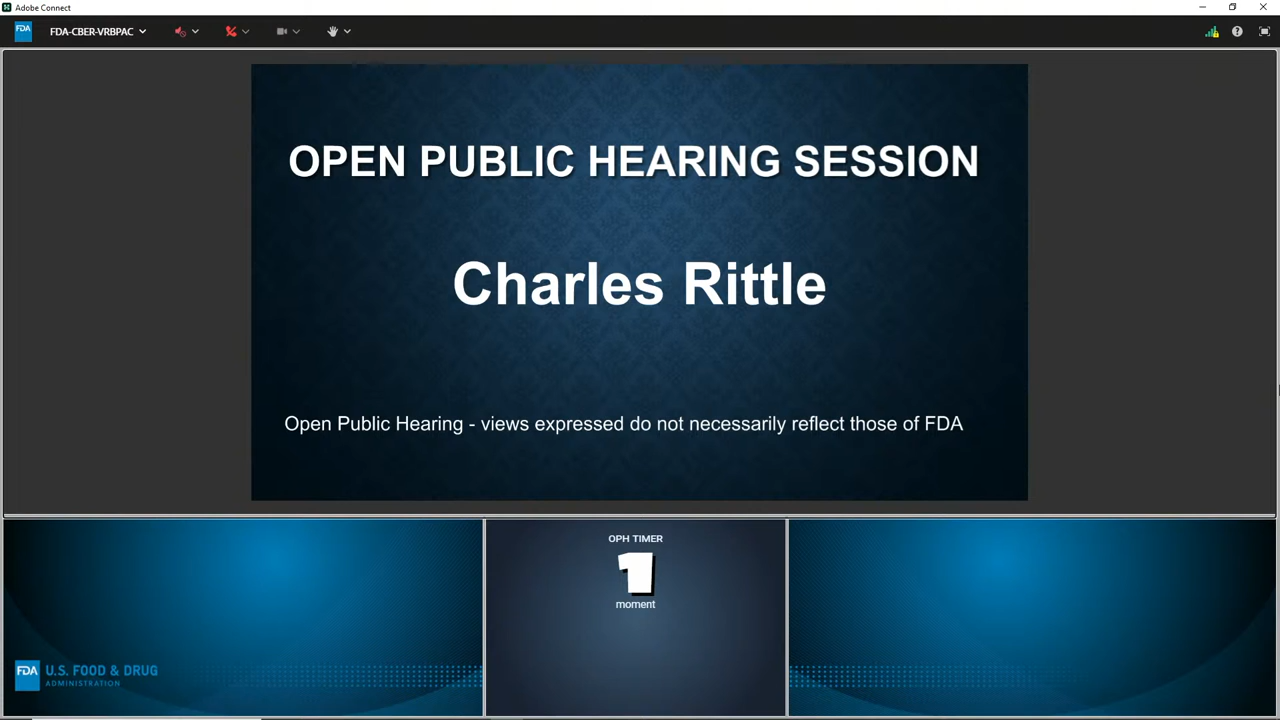 Adobe Connect
FDA
FDA-CBER-VRBPAC
OPEN PUBLIC HEARING SESSION
Charles Rittle
Open Public Hearing - views expressed do not necessarily reflect those of FDA
OPH TIMER
1
moment
FDA U.S. FOOD & DRUG
ADMINISTRATION